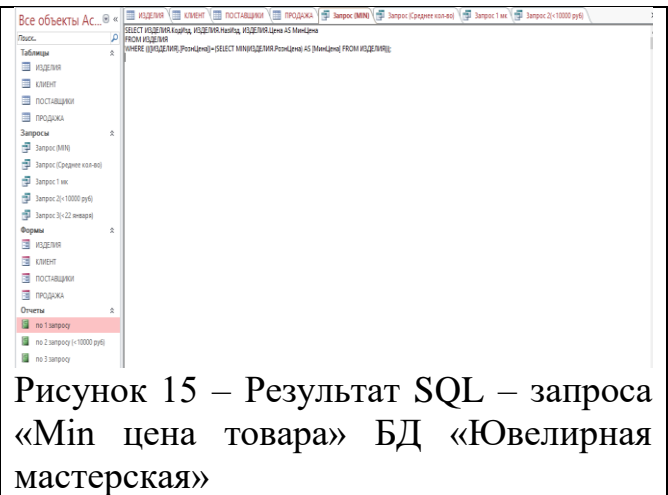 Все объекты Ac...
«
ИЗДЕЛИЯ
КЛИЕНТ
ПОСТАВЩИКИ
ПРОДАЖА
Запрос (MIN)
Запрос (Среднее кол-во)
Запрос 1 мк
Запрос 2(<10000 руб)
Поиск...
Таблицы
ИЗДЕЛИЯ
КЛИЕНТ
ПОСТАВЩИКИ
ПРОДАЖА
Запросы
Запрос (MIN)
Запрос (Среднее кол-во)
Запрос 1 мк
Запрос 2(<10000 руб)
Запрос 3(<22 января)
Формы
ИЗДЕЛИЯ
КЛИЕНТ
ПОСТАВЩИКИ
ПРОДАЖА
Отчеты
по 1 запросу
по 2 запросу (<10000 руб)
по 3 запросу
SELECT ИЗДЕЛИЯ.КодИзд, ИЗДЕЛИЯ.НазИзд, ИЗДЕЛИЯ.Цена AS МинЦена
FROM ИЗДЕЛИЯ
WHERE ((([ИЗДЕЛИЯ].[РознЦена])=(SELECT MIN(ИЗДЕЛИЯ.РознЦена) AS [МинЦена] FROM ИЗДЕЛИЯ)));
Рисунок 15 – Результат SQL – запроса
«Min цена товара» БД «Ювелирная
мастерская»